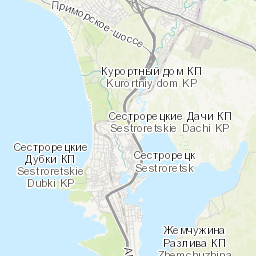 Приморское-шоссе
Курортный дом КП
Kurortniy dom KP
Сестрорецкие Дачи КП
Sestroretskie Dachi KP
Сестрорецкие
Дубки КП
Sestroretskie
Dubki KP
Сестрорецк
Sestroretsk
Жемчужина
Разлива КП
Zhemchuzhina